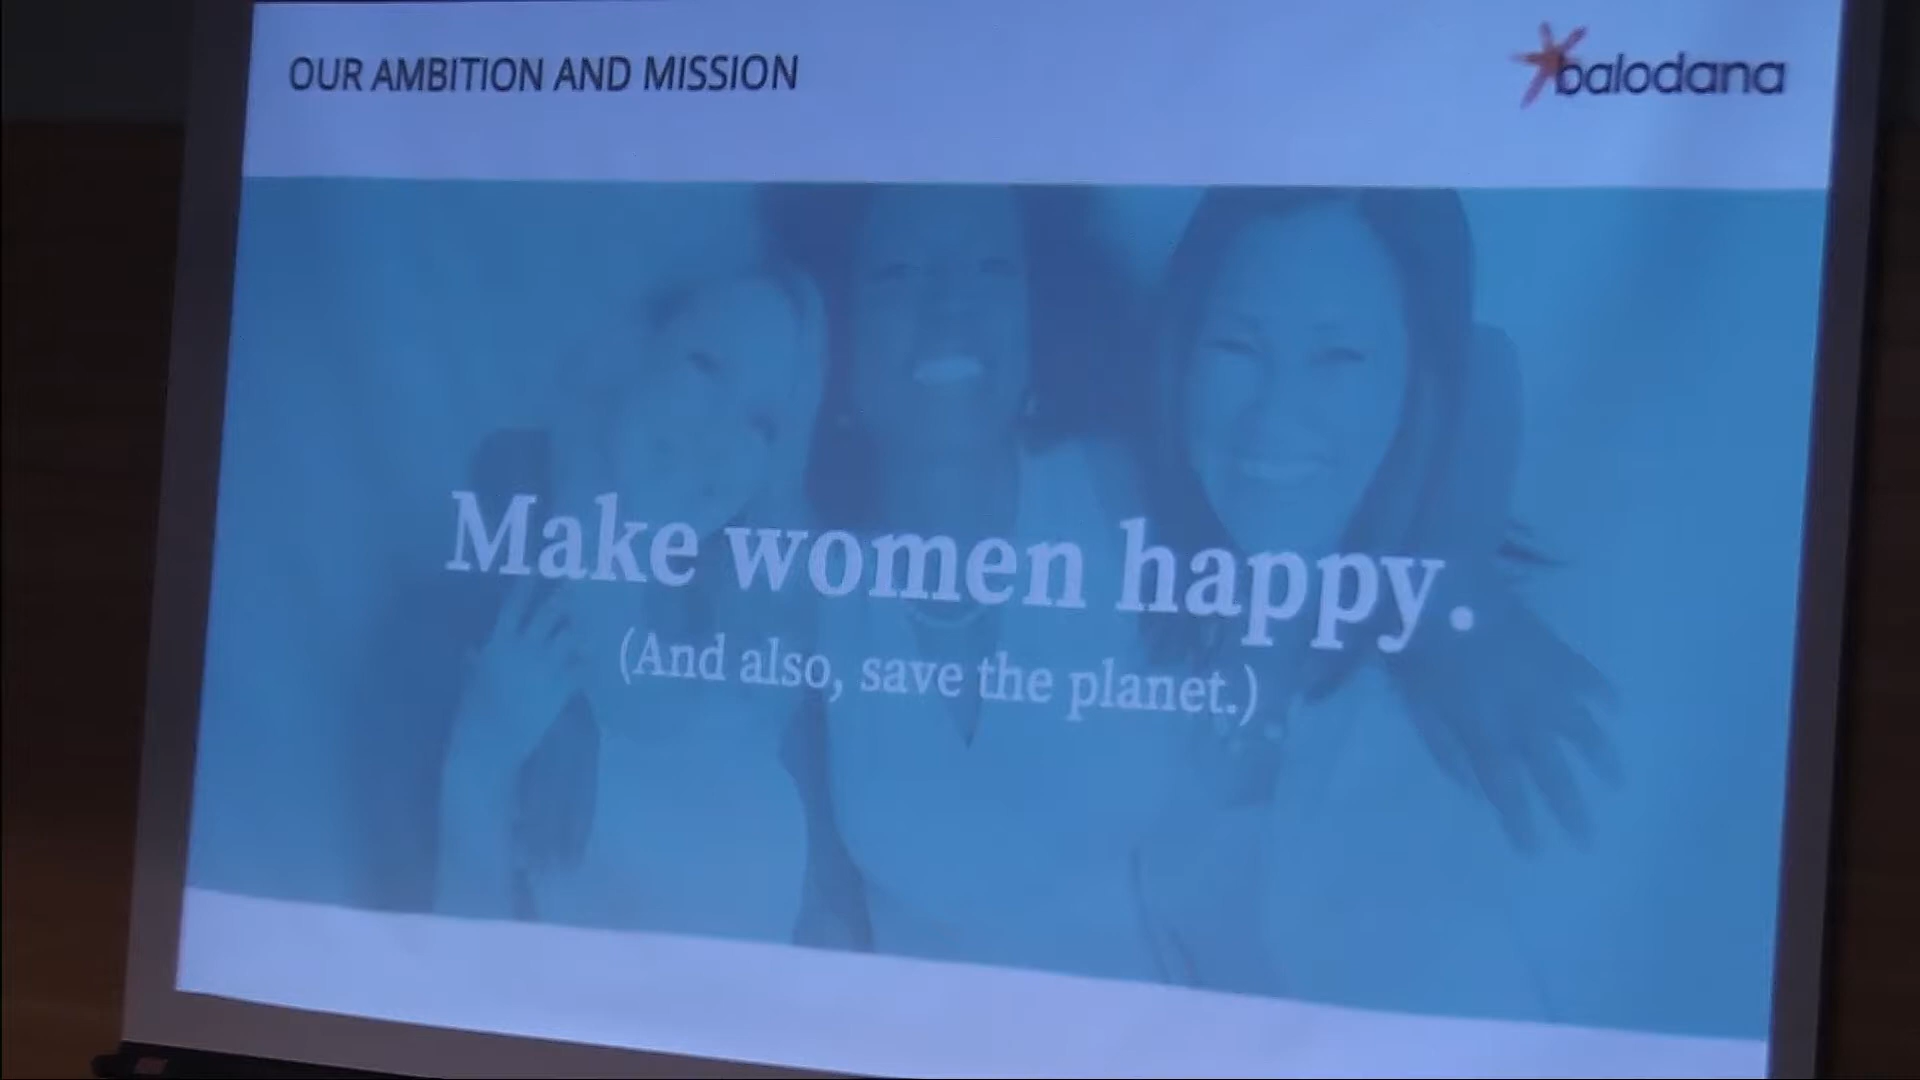 OUR AMBITION AND MISSION
balodana
Make women happy.
(And also, save the planet.)